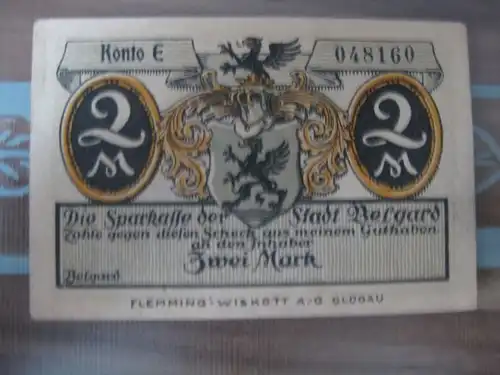 Konto E
048160
2 M
2 M
Die Sparkasse der Stadt Belgard
Zahle gegen diesen Scheck aus meinem Guthaben
an den Inhaber
Zwei Mark
Belgard
FLEMMING-WISKOTT A.-G. GLOGAU